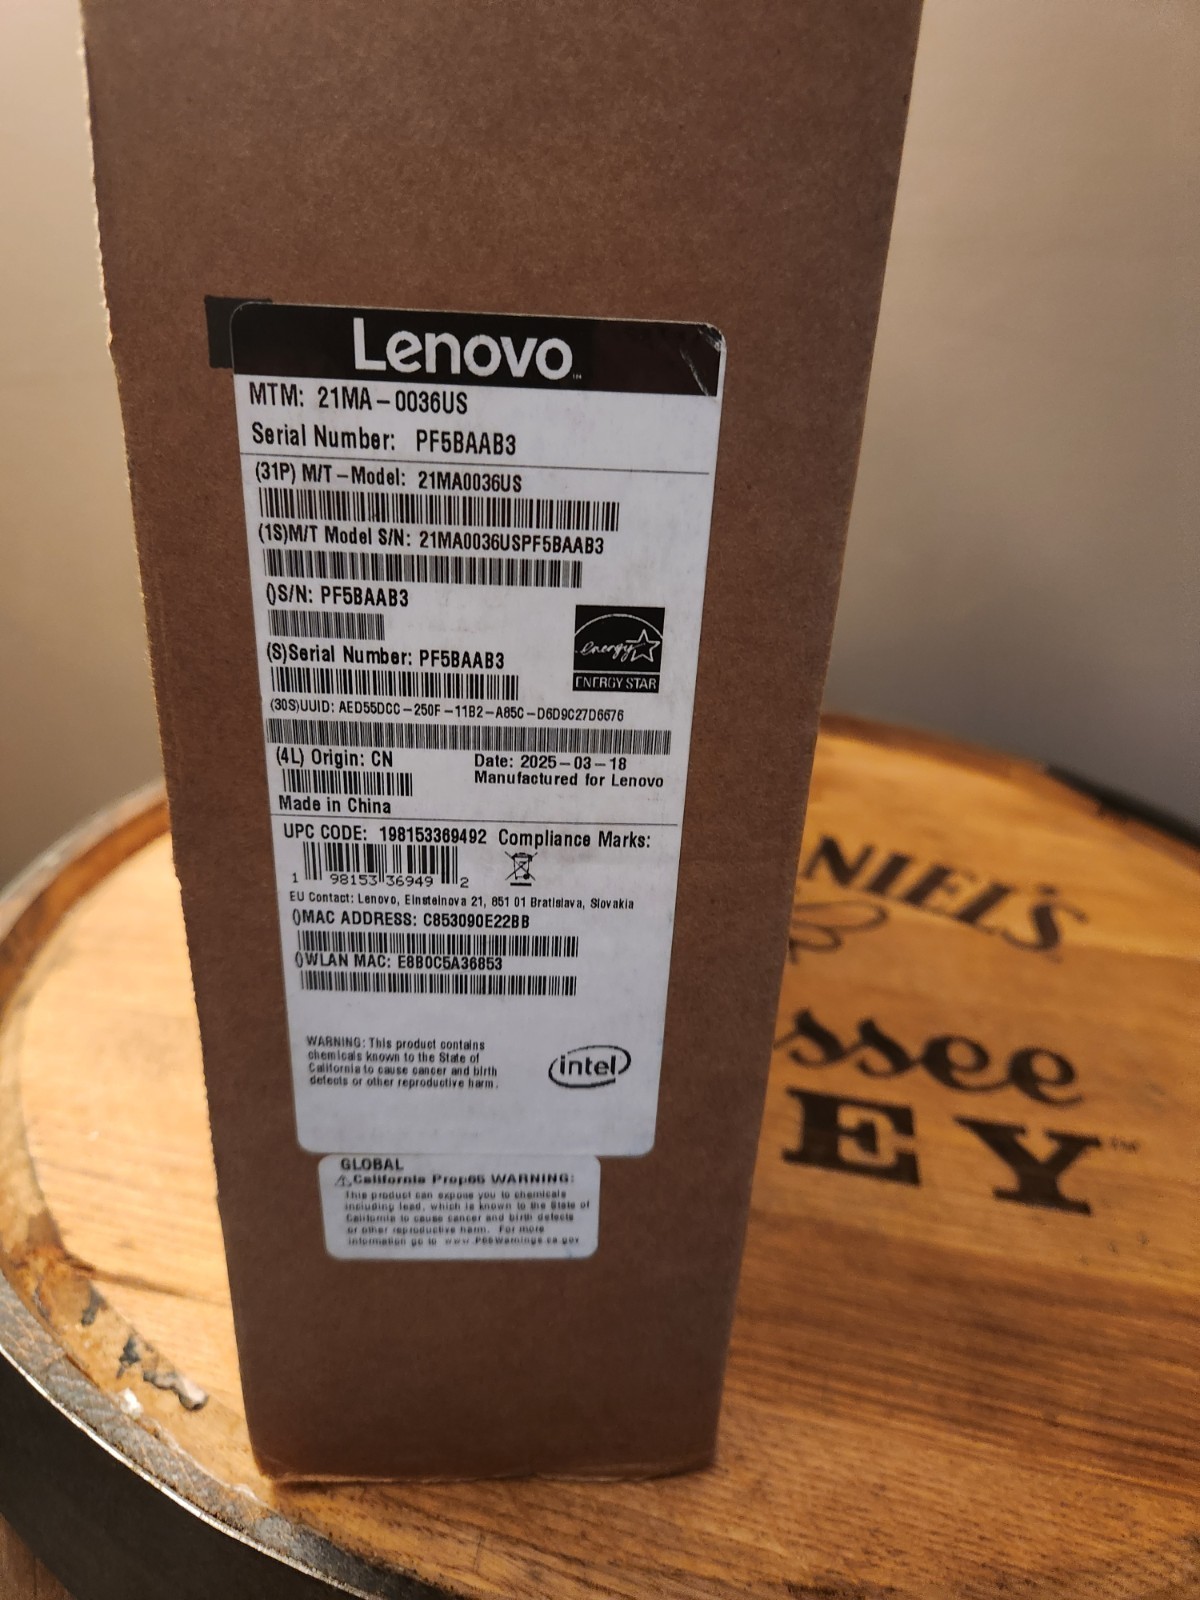 Lenovo
MTM: 21MA-0036US
Serial Number: PF5BAAB3
(31P) M/T-Model: 21MA0036US
(1S)M/T Model S/N: 21MA0036USPF5BAAB3
()S/N: PF5BAAB3
(S)Serial Number: PF5BAAB3
energy
ENERGY STAR
(30S)UUID: AED55DCC-250F-11B2-A85C-D6D9C27D6676
(4L) Origin: CN
Date: 2025-03-18
Manufactured for Lenovo
Made in China
UPC CODE: 198153369492 Compliance Marks:
1 98153 36949 2
EU Contact: Lenovo, Einsteinova 21, 851 01 Bratislava, Slovakia
()MAC ADDRESS: C853090E22BB
()WLAN MAC: E8B0C5A36853
WARNING: This product contains
chemicals known to the State of
California to cause cancer and birth
defects or other reproductive harm.
intel
GLOBAL
⚠California Prop65 WARNING:
This product can expose you to chemicals
including lead, which is known to the State of
California to cause cancer and birth defects
or other reproductive harm. For more
information go to www.P65Warnings.ca.gov
NIEL'S
ssee
EY™